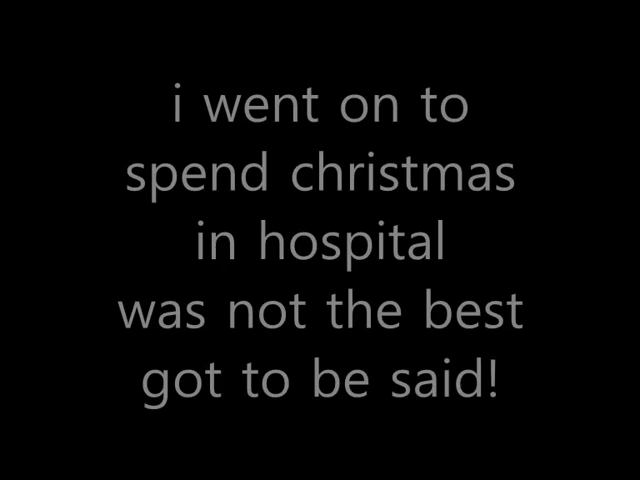 i went on to
spend christmas
in hospital
was not the best
got to be said!